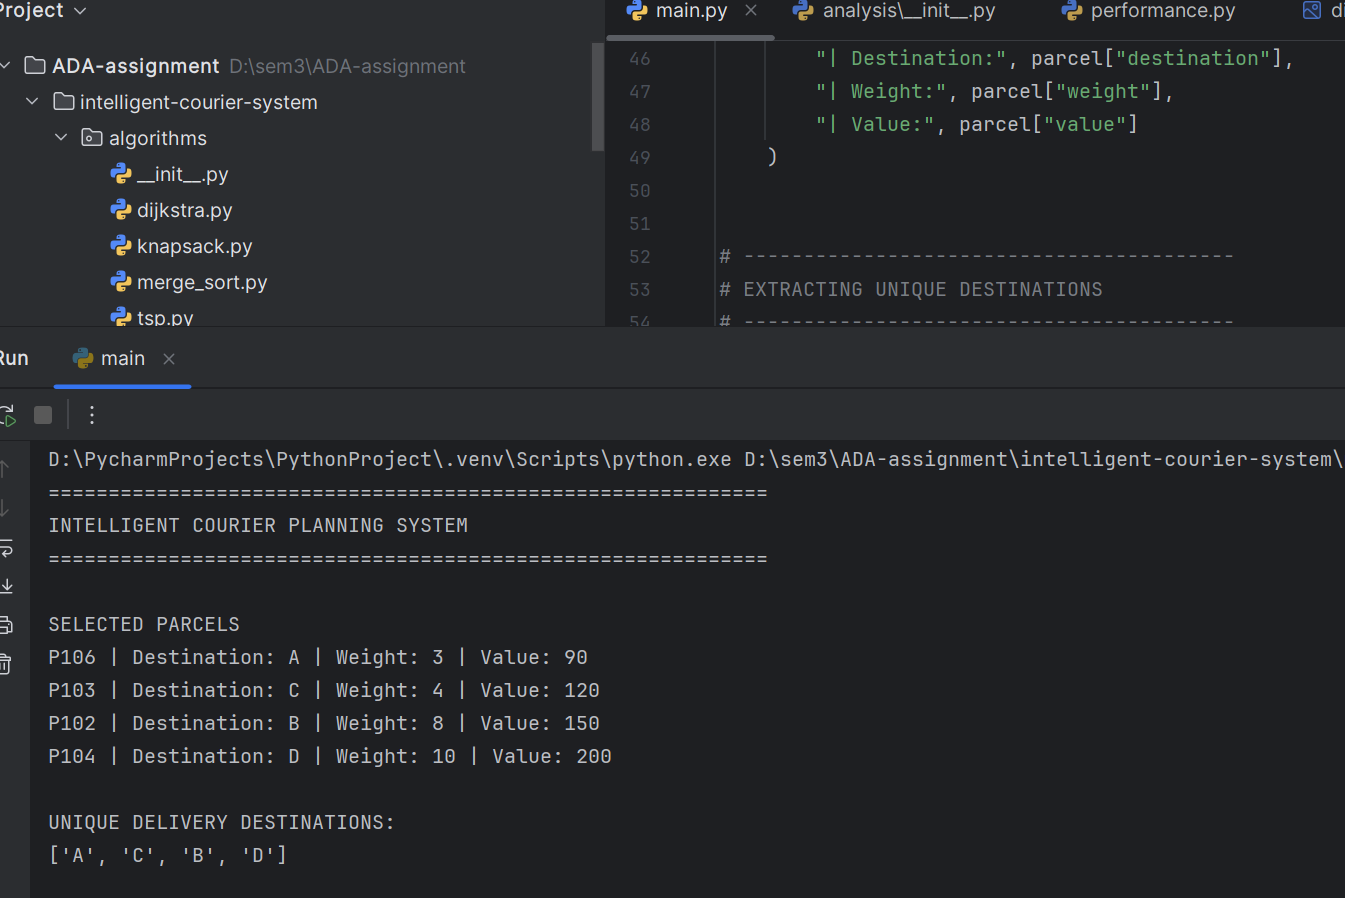 Project
main.py
analysis\__init__.py
performance.py
ADA-assignment D:\sem3\ADA-assignment
intelligent-courier-system
algorithms
__init__.py
dijkstra.py
knapsack.py
merge_sort.py
tsp.py
46 "| Destination:", parcel["destination"],
47 "| Weight:", parcel["weight"],
48 "| Value:", parcel["value"]
49 )
50
51
52 # -----------------------------------------
53 # EXTRACTING UNIQUE DESTINATIONS
54 # -----------------------------------------
Run main
D:\PycharmProjects\PythonProject\.venv\Scripts\python.exe D:\sem3\ADA-assignment\intelligent-courier-system\
============================================================
INTELLIGENT COURIER PLANNING SYSTEM
============================================================
SELECTED PARCELS
P106 | Destination: A | Weight: 3 | Value: 90
P103 | Destination: C | Weight: 4 | Value: 120
P102 | Destination: B | Weight: 8 | Value: 150
P104 | Destination: D | Weight: 10 | Value: 200
UNIQUE DELIVERY DESTINATIONS:
['A', 'C', 'B', 'D']